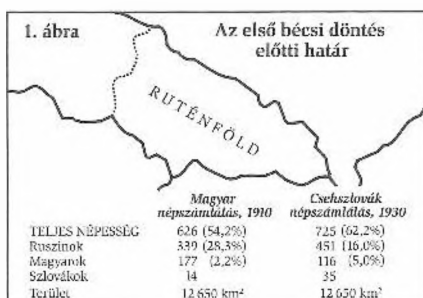 1. ábra
Az első bécsi döntés
előtti határ
RUTÉNFÖLD
Magyar
népszámlálás, 1910
Csehszlovák
népszámlálás, 1930
TELJES NÉPESSÉG 626 (54,2%) 725 (62,2%)
Ruszinok 339 (28,3%) 451 (16,0%)
Magyarok 177 (2,2%) 116 (5,0%)
Szlovákok 14 35
Terület 12 650 km² 12 650 km²